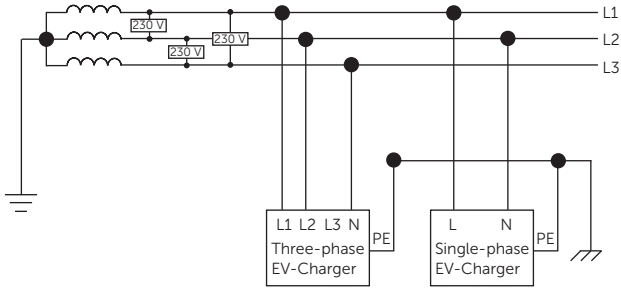 L1
230 V
230 V
L2
230 V
L3
L1 L2 L3 N
PE
Three-phase
EV-Charger
L N
PE
Single-phase
EV-Charger